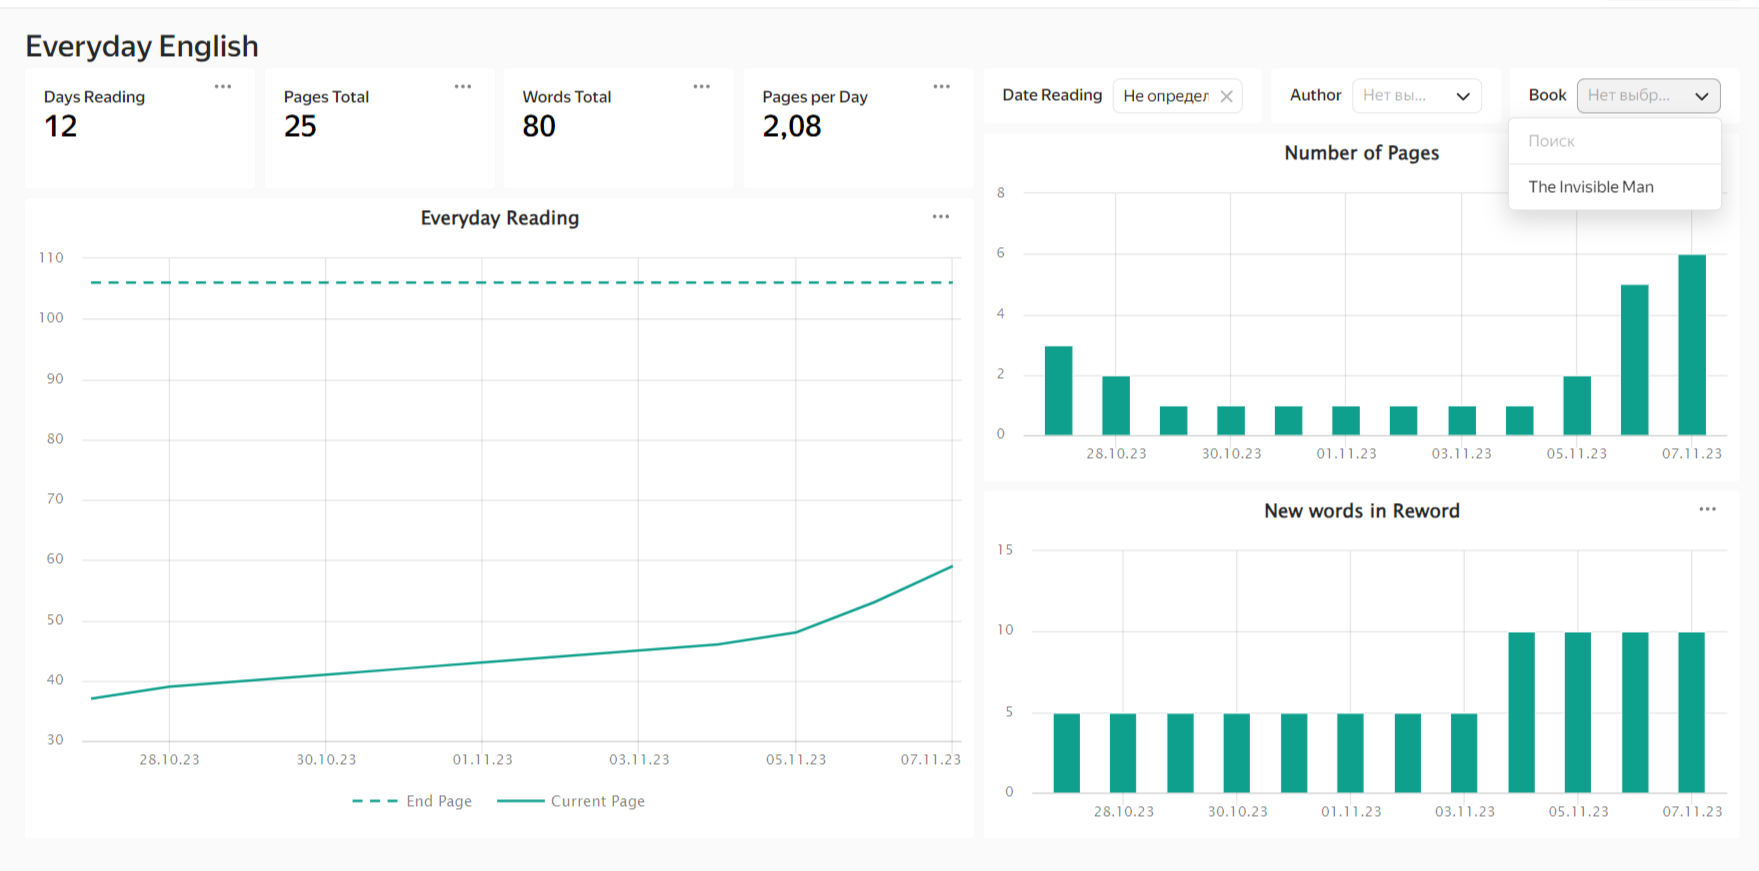 Everyday English
Days Reading
12
Pages Total
25
Words Total
80
Pages per Day
2,08
Date Reading
Не определ
Author
Нет вы...
Book
Нет выбр...
Поиск
The Invisible Man
Everyday Reading
110
100
90
80
70
60
50
40
30
28.10.23 30.10.23 01.11.23 03.11.23 05.11.23 07.11.23
End Page Current Page
Number of Pages
8
6
4
2
0
28.10.23 30.10.23 01.11.23 03.11.23 05.11.23 07.11.23
New words in Reword
15
10
5
0
28.10.23 30.10.23 01.11.23 03.11.23 05.11.23 07.11.23